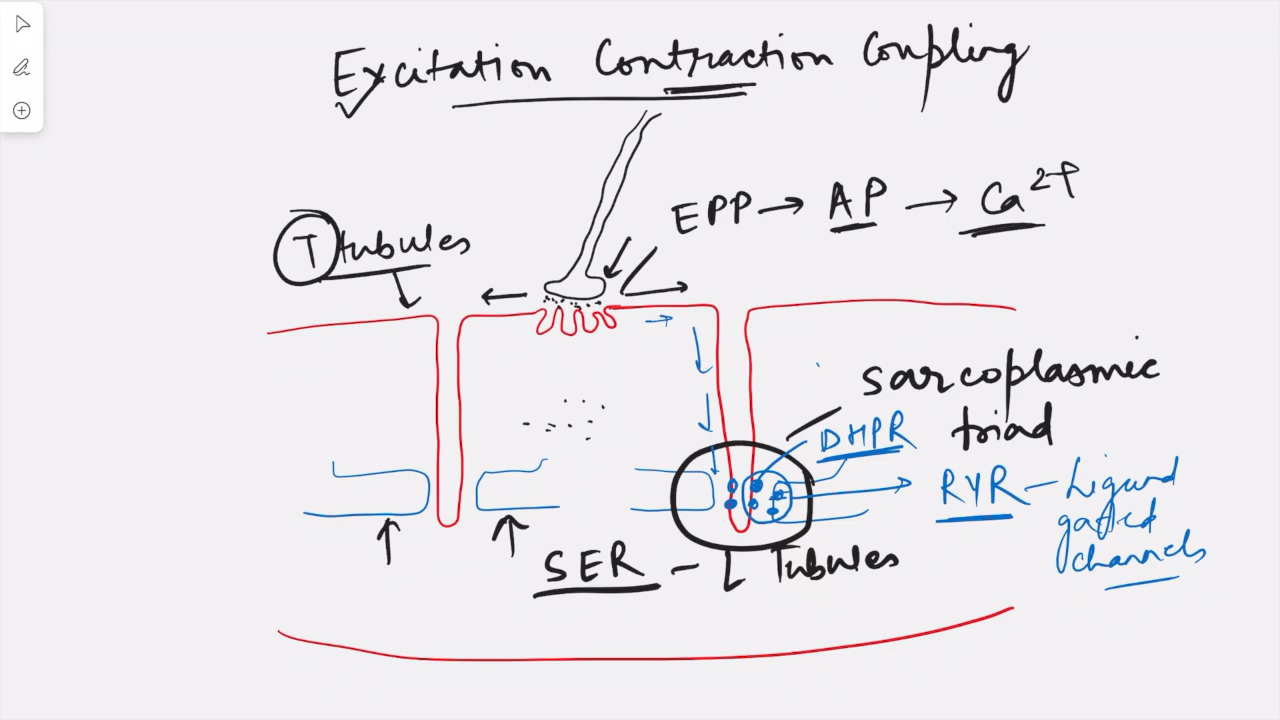 Excitation Contraction Coupling
EPP → AP → Ca²⁺
T tubules
sarcoplasmic
triad
DHPR
RYR - Ligand
gated
channels
SER - L Tubules